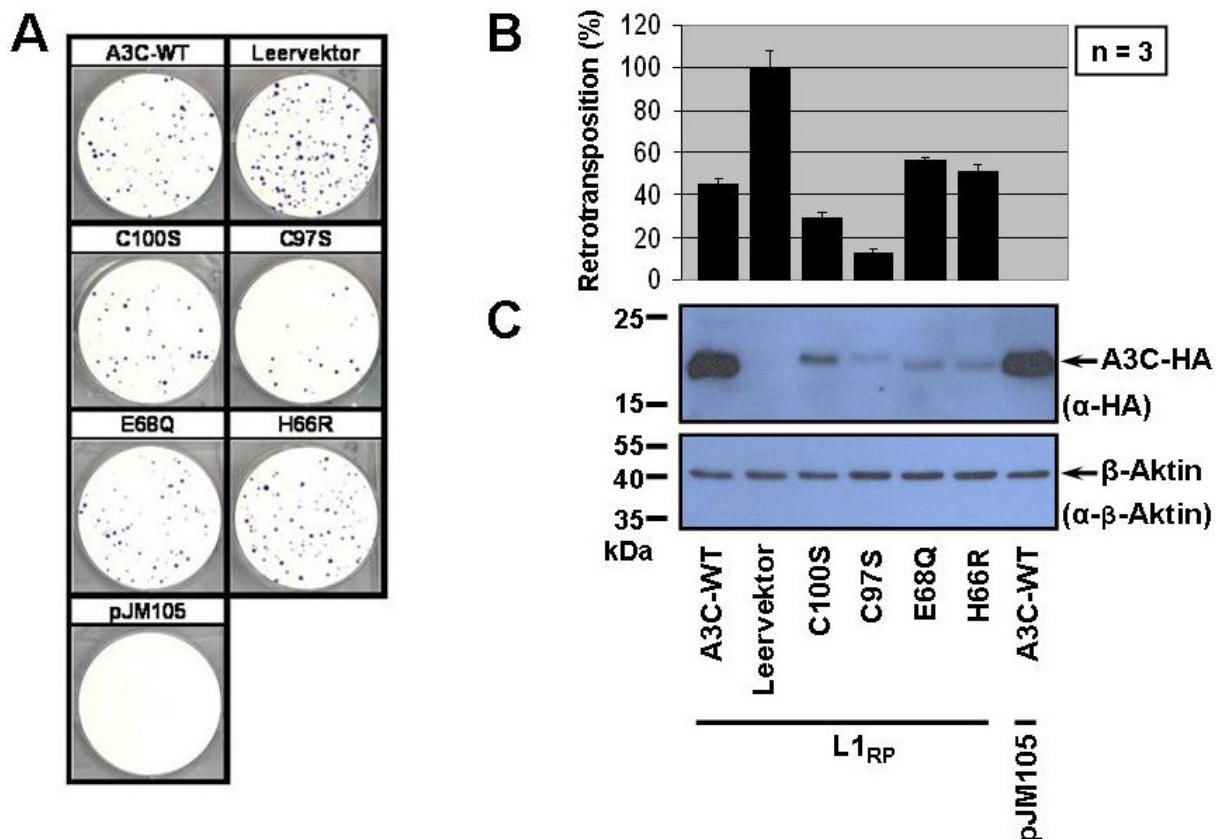 A
A3C-WT Leervektor
C100S C97S
E68Q H66R
pJM105
B
Retrotransposition (%)
120
100
80
60
40
20
0
n = 3
C
25
15
A3C-HA
(α-HA)
55
40
35
kDa
β-Aktin
(α-β-Aktin)
A3C-WT
Leervektor
C100S
C97S
E68Q
H66R
A3C-WT
L1RP
pJM105